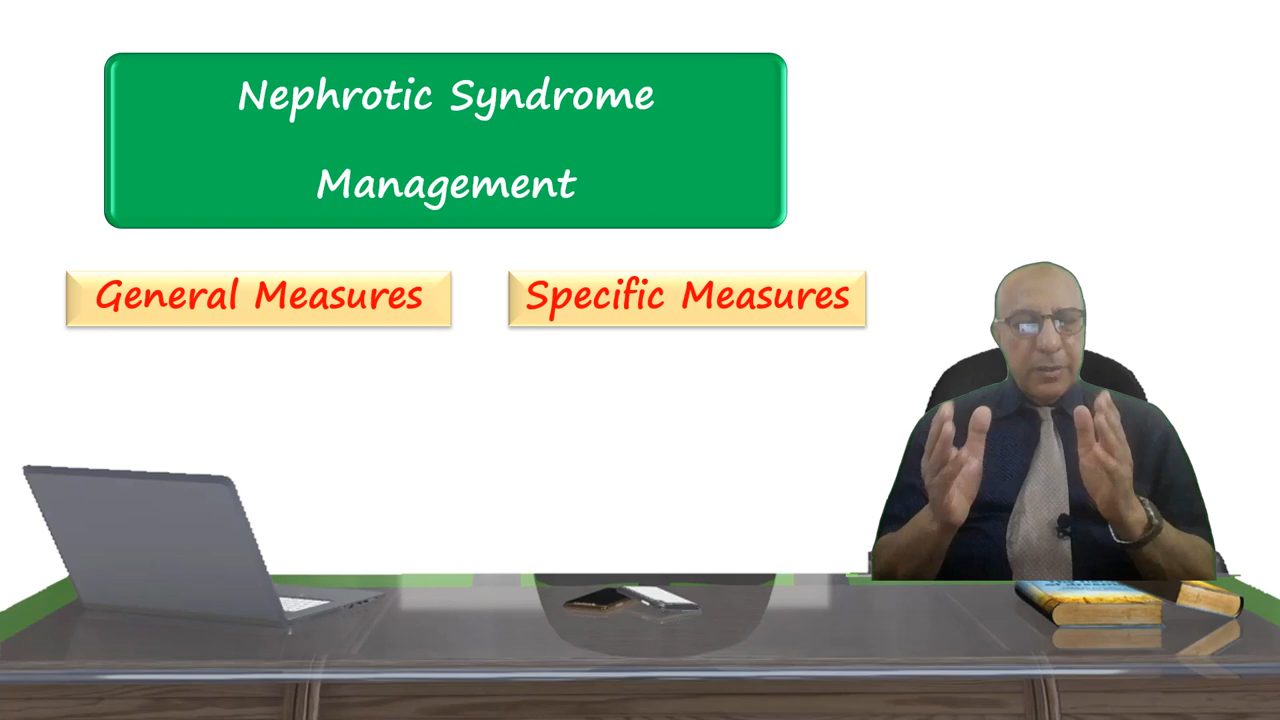 Nephrotic Syndrome
Management
General Measures
Specific Measures